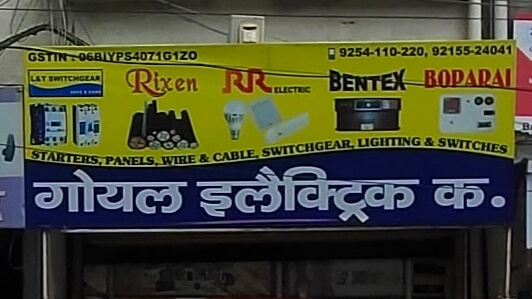 GSTIN : 06BIYPS4071G1ZO 9254-110-220, 92155-24041
L&T SWITCHGEAR Rixen RR ELECTRIC BENTEX BOPARAI
STARTERS, PANELS, WIRE & CABLE, SWITCHGEAR, LIGHTING & SWITCHES
गोयल इलैक्ट्रिक क.